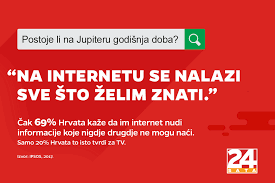 Postoje li na Jupiteru godišnja doba?
“NA INTERNETU SE NALAZI
SVE ŠTO ŽELIM ZNATI.”
Čak 69% Hrvata kaže da im internet nudi
informacije koje nigdje drugdje ne mogu naći.
Samo 20% Hrvata to isto tvrdi za TV.
Izvor: IPSOS, 2017.
24
SATA